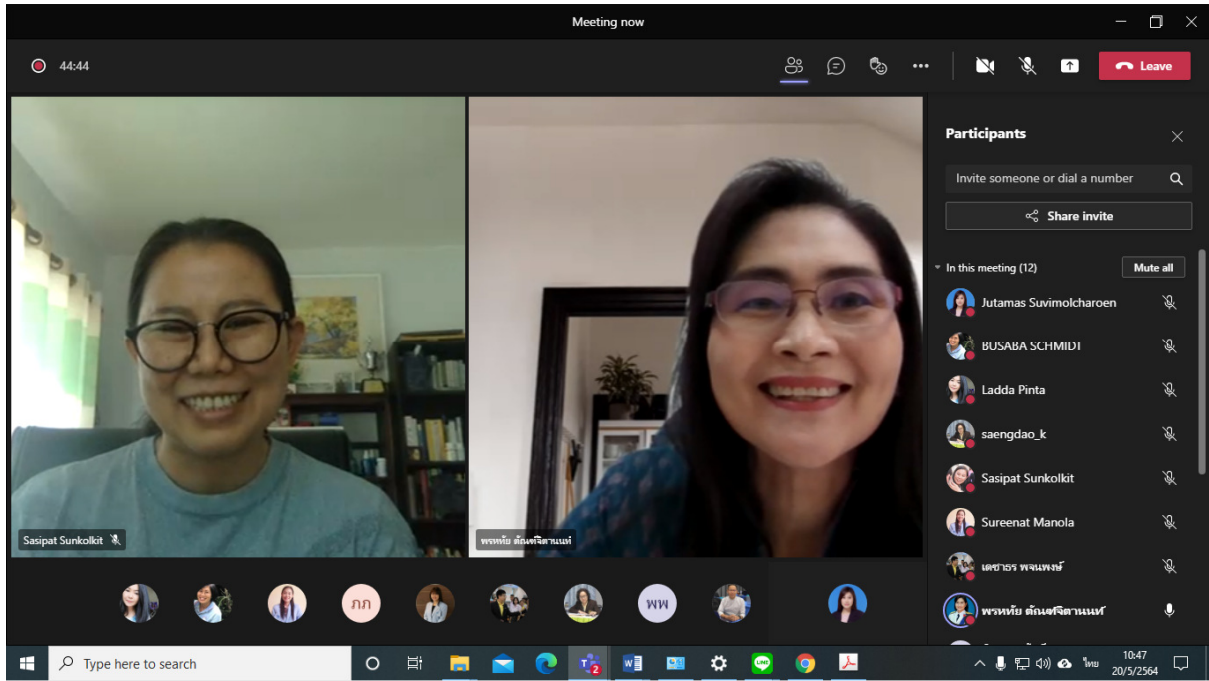 Meeting now
44:44
Leave
Participants
Invite someone or dial a number
Share invite
In this meeting (12)
Mute all
Jutamas Suvimolcharoen
BUSABA SCHMIDT
Ladda Pinta
saengdao_k
Sasipat Sunkolkit
Sureenat Manola
เดชาธร พจนพงษ์
พรหทัย ตัณฑ์จิตานนท์
Sasipat Sunkolkit
พรหทัย ตัณฑ์จิตานนท์
ภภ
พพ
Type here to search
2
LINE
ไทย
10:47
20/5/2564